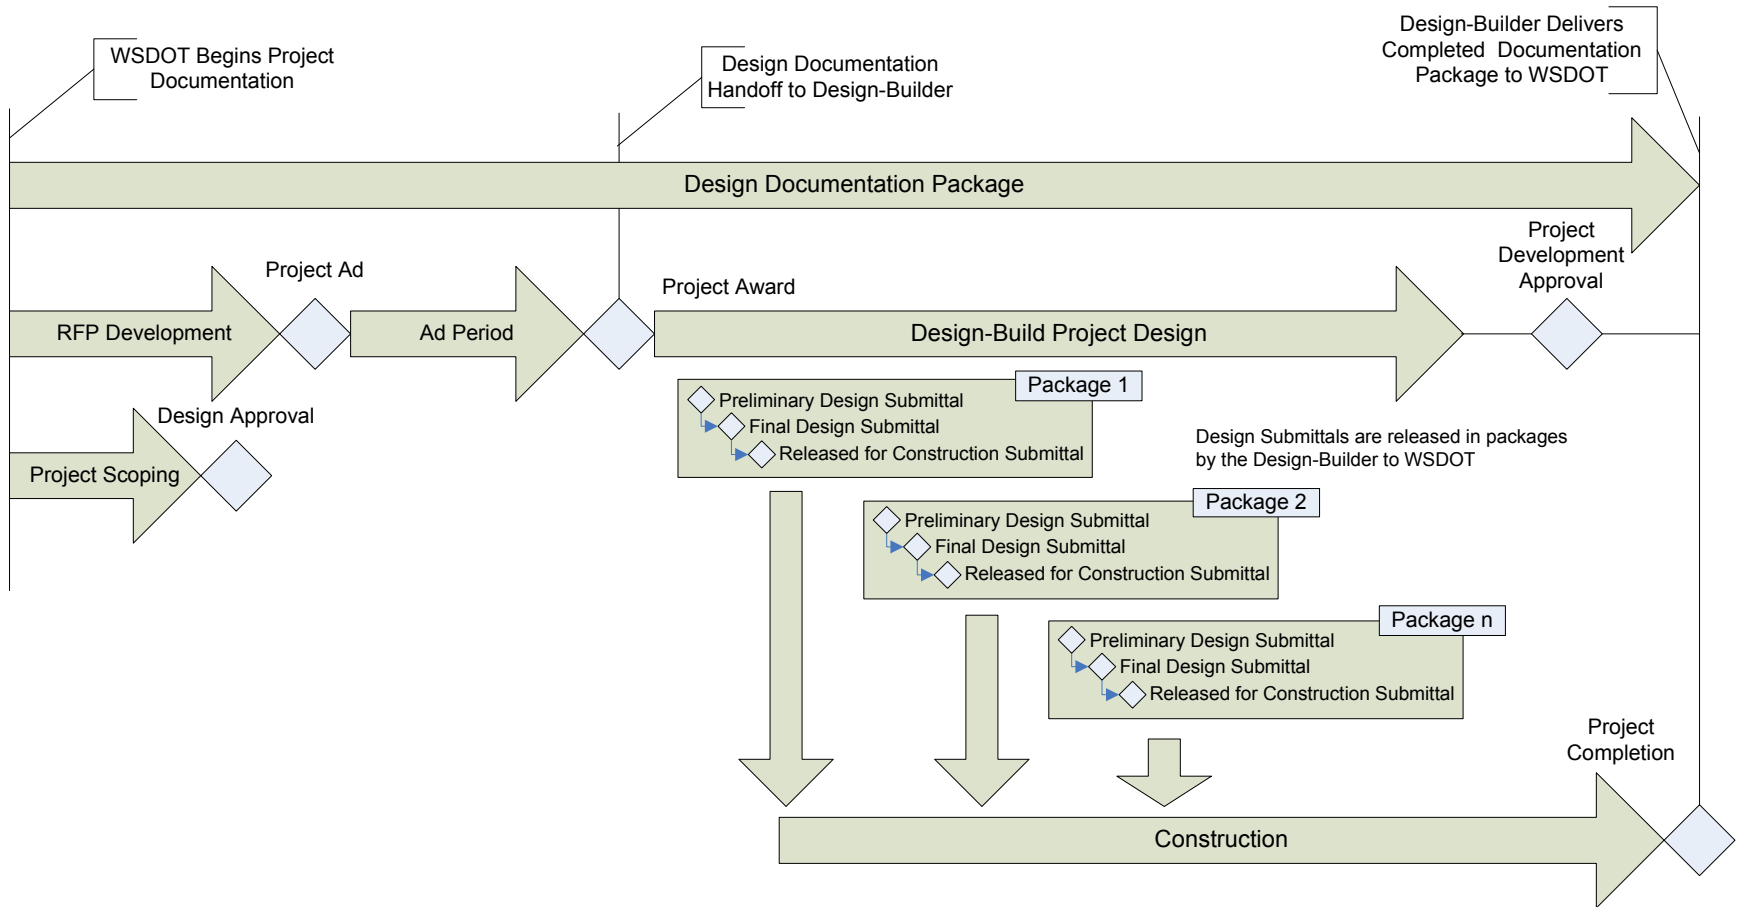 WSDOT Begins Project
Documentation
Design Documentation
Handoff to Design-Builder
Design-Builder Delivers
Completed Documentation
Package to WSDOT
Design Documentation Package
RFP Development
Project Ad
Ad Period
Project Award
Design-Build Project Design
Project
Development
Approval
Project Scoping
Design Approval
Package 1
Preliminary Design Submittal
Final Design Submittal
Released for Construction Submittal
Design Submittals are released in packages
by the Design-Builder to WSDOT
Package 2
Preliminary Design Submittal
Final Design Submittal
Released for Construction Submittal
Package n
Preliminary Design Submittal
Final Design Submittal
Released for Construction Submittal
Project
Completion
Construction